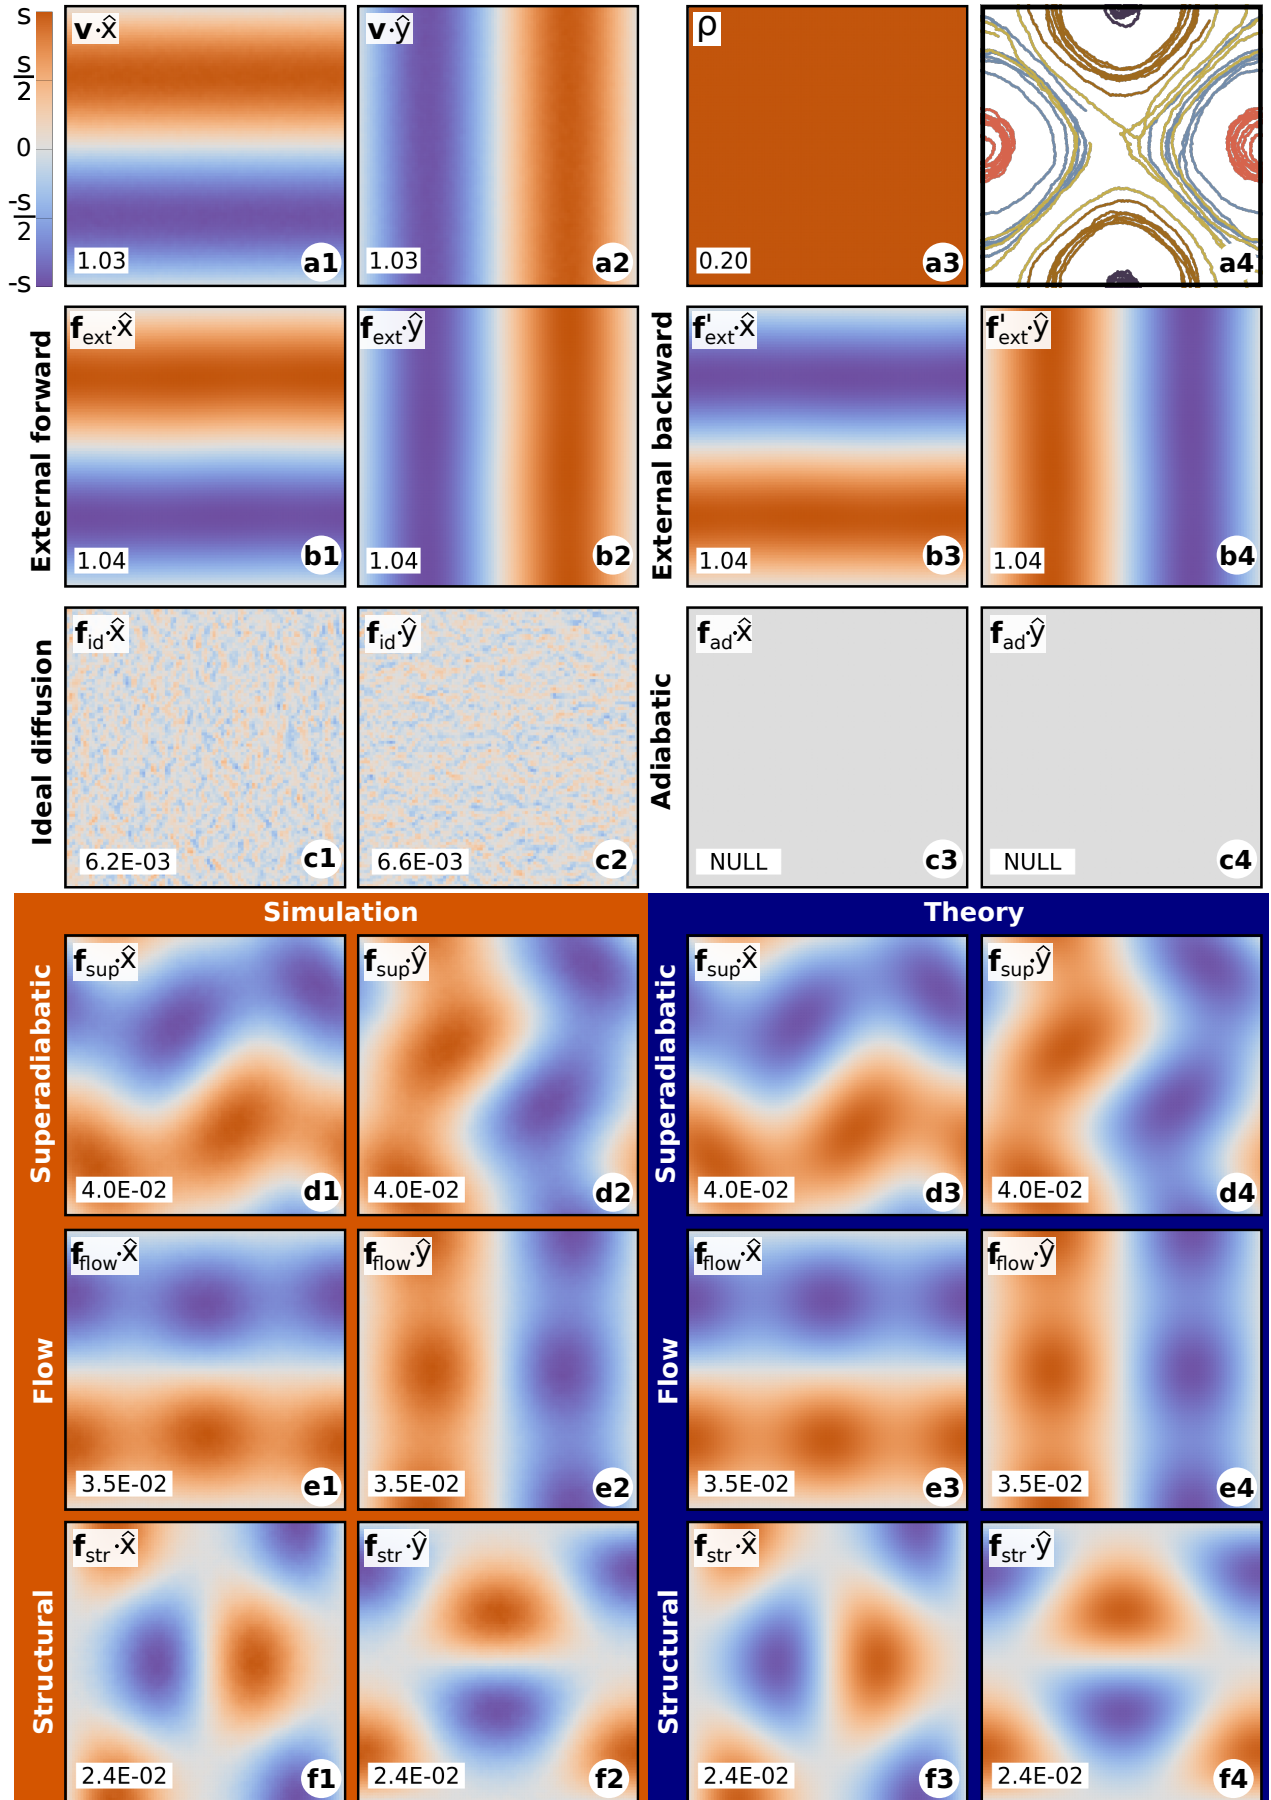 S
S/2
0
-S/2
-S
v·x̂
1.03
a1
v·ŷ
1.03
a2
ρ
0.20
a3
a4
External forward
f_ext·x̂
1.04
b1
f_ext·ŷ
1.04
b2
External backward
f'_ext·x̂
1.04
b3
f'_ext·ŷ
1.04
b4
Ideal diffusion
f_id·x̂
6.2E-03
c1
f_id·ŷ
6.6E-03
c2
Adiabatic
f_ad·x̂
NULL
c3
f_ad·ŷ
NULL
c4
Simulation
Theory
Superadiabatic
f_sup·x̂
4.0E-02
d1
f_sup·ŷ
4.0E-02
d2
Superadiabatic
f_sup·x̂
4.0E-02
d3
f_sup·ŷ
4.0E-02
d4
Flow
f_flow·x̂
3.5E-02
e1
f_flow·ŷ
3.5E-02
e2
Flow
f_flow·x̂
3.5E-02
e3
f_flow·ŷ
3.5E-02
e4
Structural
f_str·x̂
2.4E-02
f1
f_str·ŷ
2.4E-02
f2
Structural
f_str·x̂
2.4E-02
f3
f_str·ŷ
2.4E-02
f4